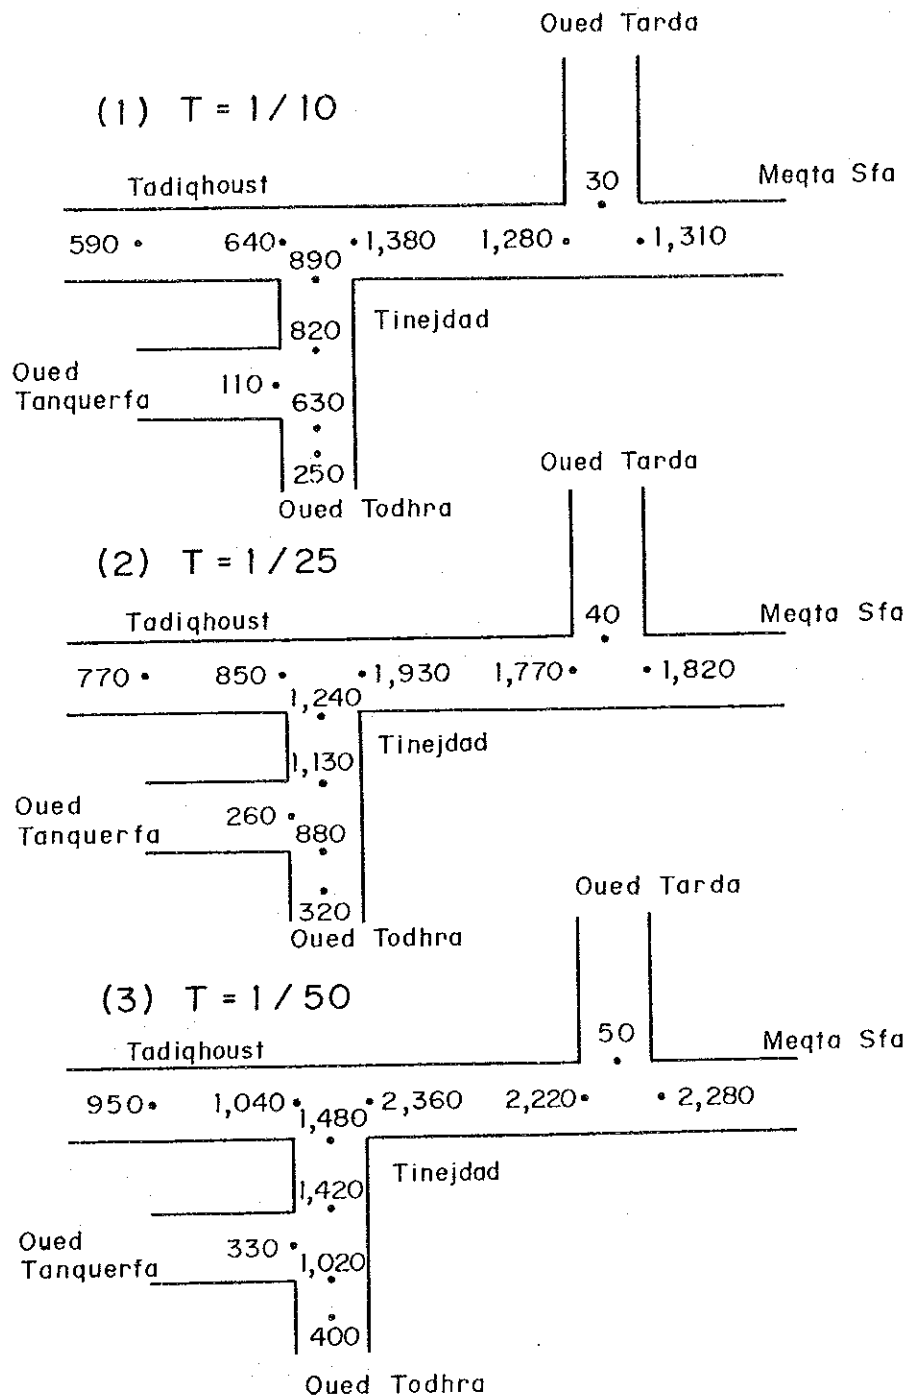 Oued Tarda
(1) T = 1/10
Tadiqhoust
30
Meqta Sfa
590 640 1,380 1,280 1,310
890
Tinejdad
820
Oued
Tanquerfa
110
630
250
Oued Todhra
Oued Tarda
(2) T = 1/25
Tadiqhoust
40
Meqta Sfa
770 850 1,930 1,770 1,820
1,240
Tinejdad
1,130
Oued
Tanquerfa
260
880
320
Oued Todhra
Oued Tarda
(3) T = 1/50
Tadiqhoust
50
Meqta Sfa
950 1,040 2,360 2,220 2,280
1,480
Tinejdad
1,420
Oued
Tanquerfa
330
1,020
400
Oued Todhra